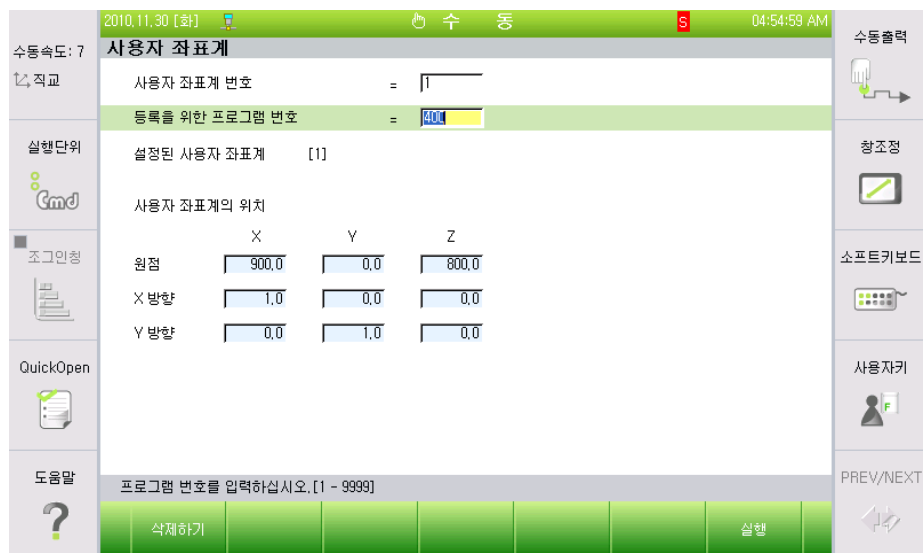 2010.11.30 [화] 수 동 S 04:54:59 AM
수동속도: 7
직교
실행단위
Cmd
조그인칭
QuickOpen
도움말
?
사용자 좌표계
사용자 좌표계 번호 = 1
등록을 위한 프로그램 번호 = 400
설정된 사용자 좌표계 [1]
사용자 좌표계의 위치
X Y Z
원점 900.0 0.0 800.0
X 방향 1.0 0.0 0.0
Y 방향 0.0 1.0 0.0
프로그램 번호를 입력하십시오.[1 - 9999]
삭제하기 실행
수동출력
창조정
소프트키보드
사용자키
F
PREV/NEXT